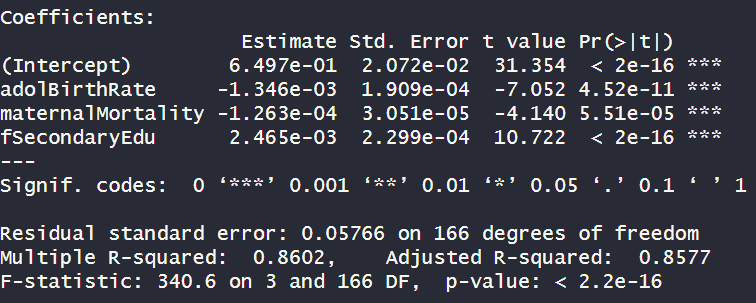 Coefficients:
                    Estimate Std. Error t value Pr(>|t|)
(Intercept)        6.497e-01  2.072e-02  31.354  < 2e-16 ***
adolBirthRate     -1.346e-03  1.909e-04  -7.052 4.52e-11 ***
maternalMortality -1.263e-04  3.051e-05  -4.140 5.51e-05 ***
fSecondaryEdu      2.465e-03  2.299e-04  10.722  < 2e-16 ***
---
Signif. codes:  0 ‘***’ 0.001 ‘**’ 0.01 ‘*’ 0.05 ‘.’ 0.1 ‘ ’ 1
Residual standard error: 0.05766 on 166 degrees of freedom
Multiple R-squared:  0.8602,	Adjusted R-squared:  0.8577
F-statistic: 340.6 on 3 and 166 DF,  p-value: < 2.2e-16